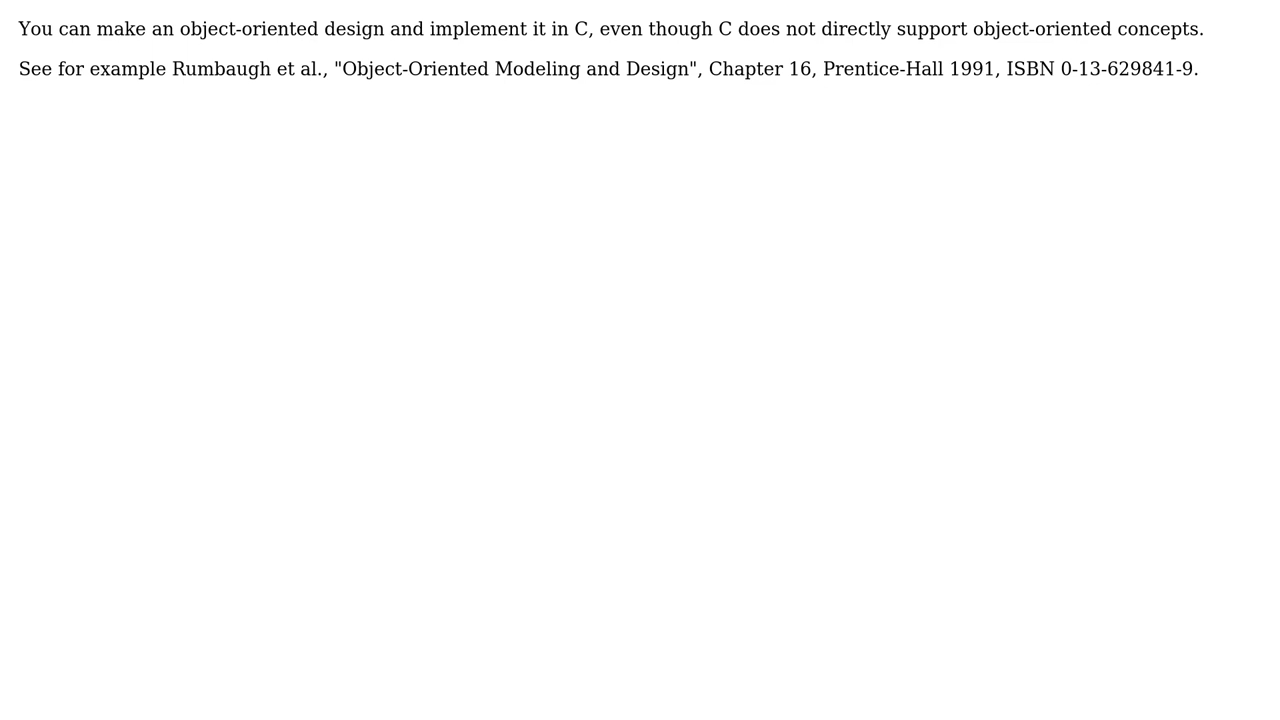 You can make an object-oriented design and implement it in C, even though C does not directly support object-oriented concepts.
See for example Rumbaugh et al., "Object-Oriented Modeling and Design", Chapter 16, Prentice-Hall 1991, ISBN 0-13-629841-9.